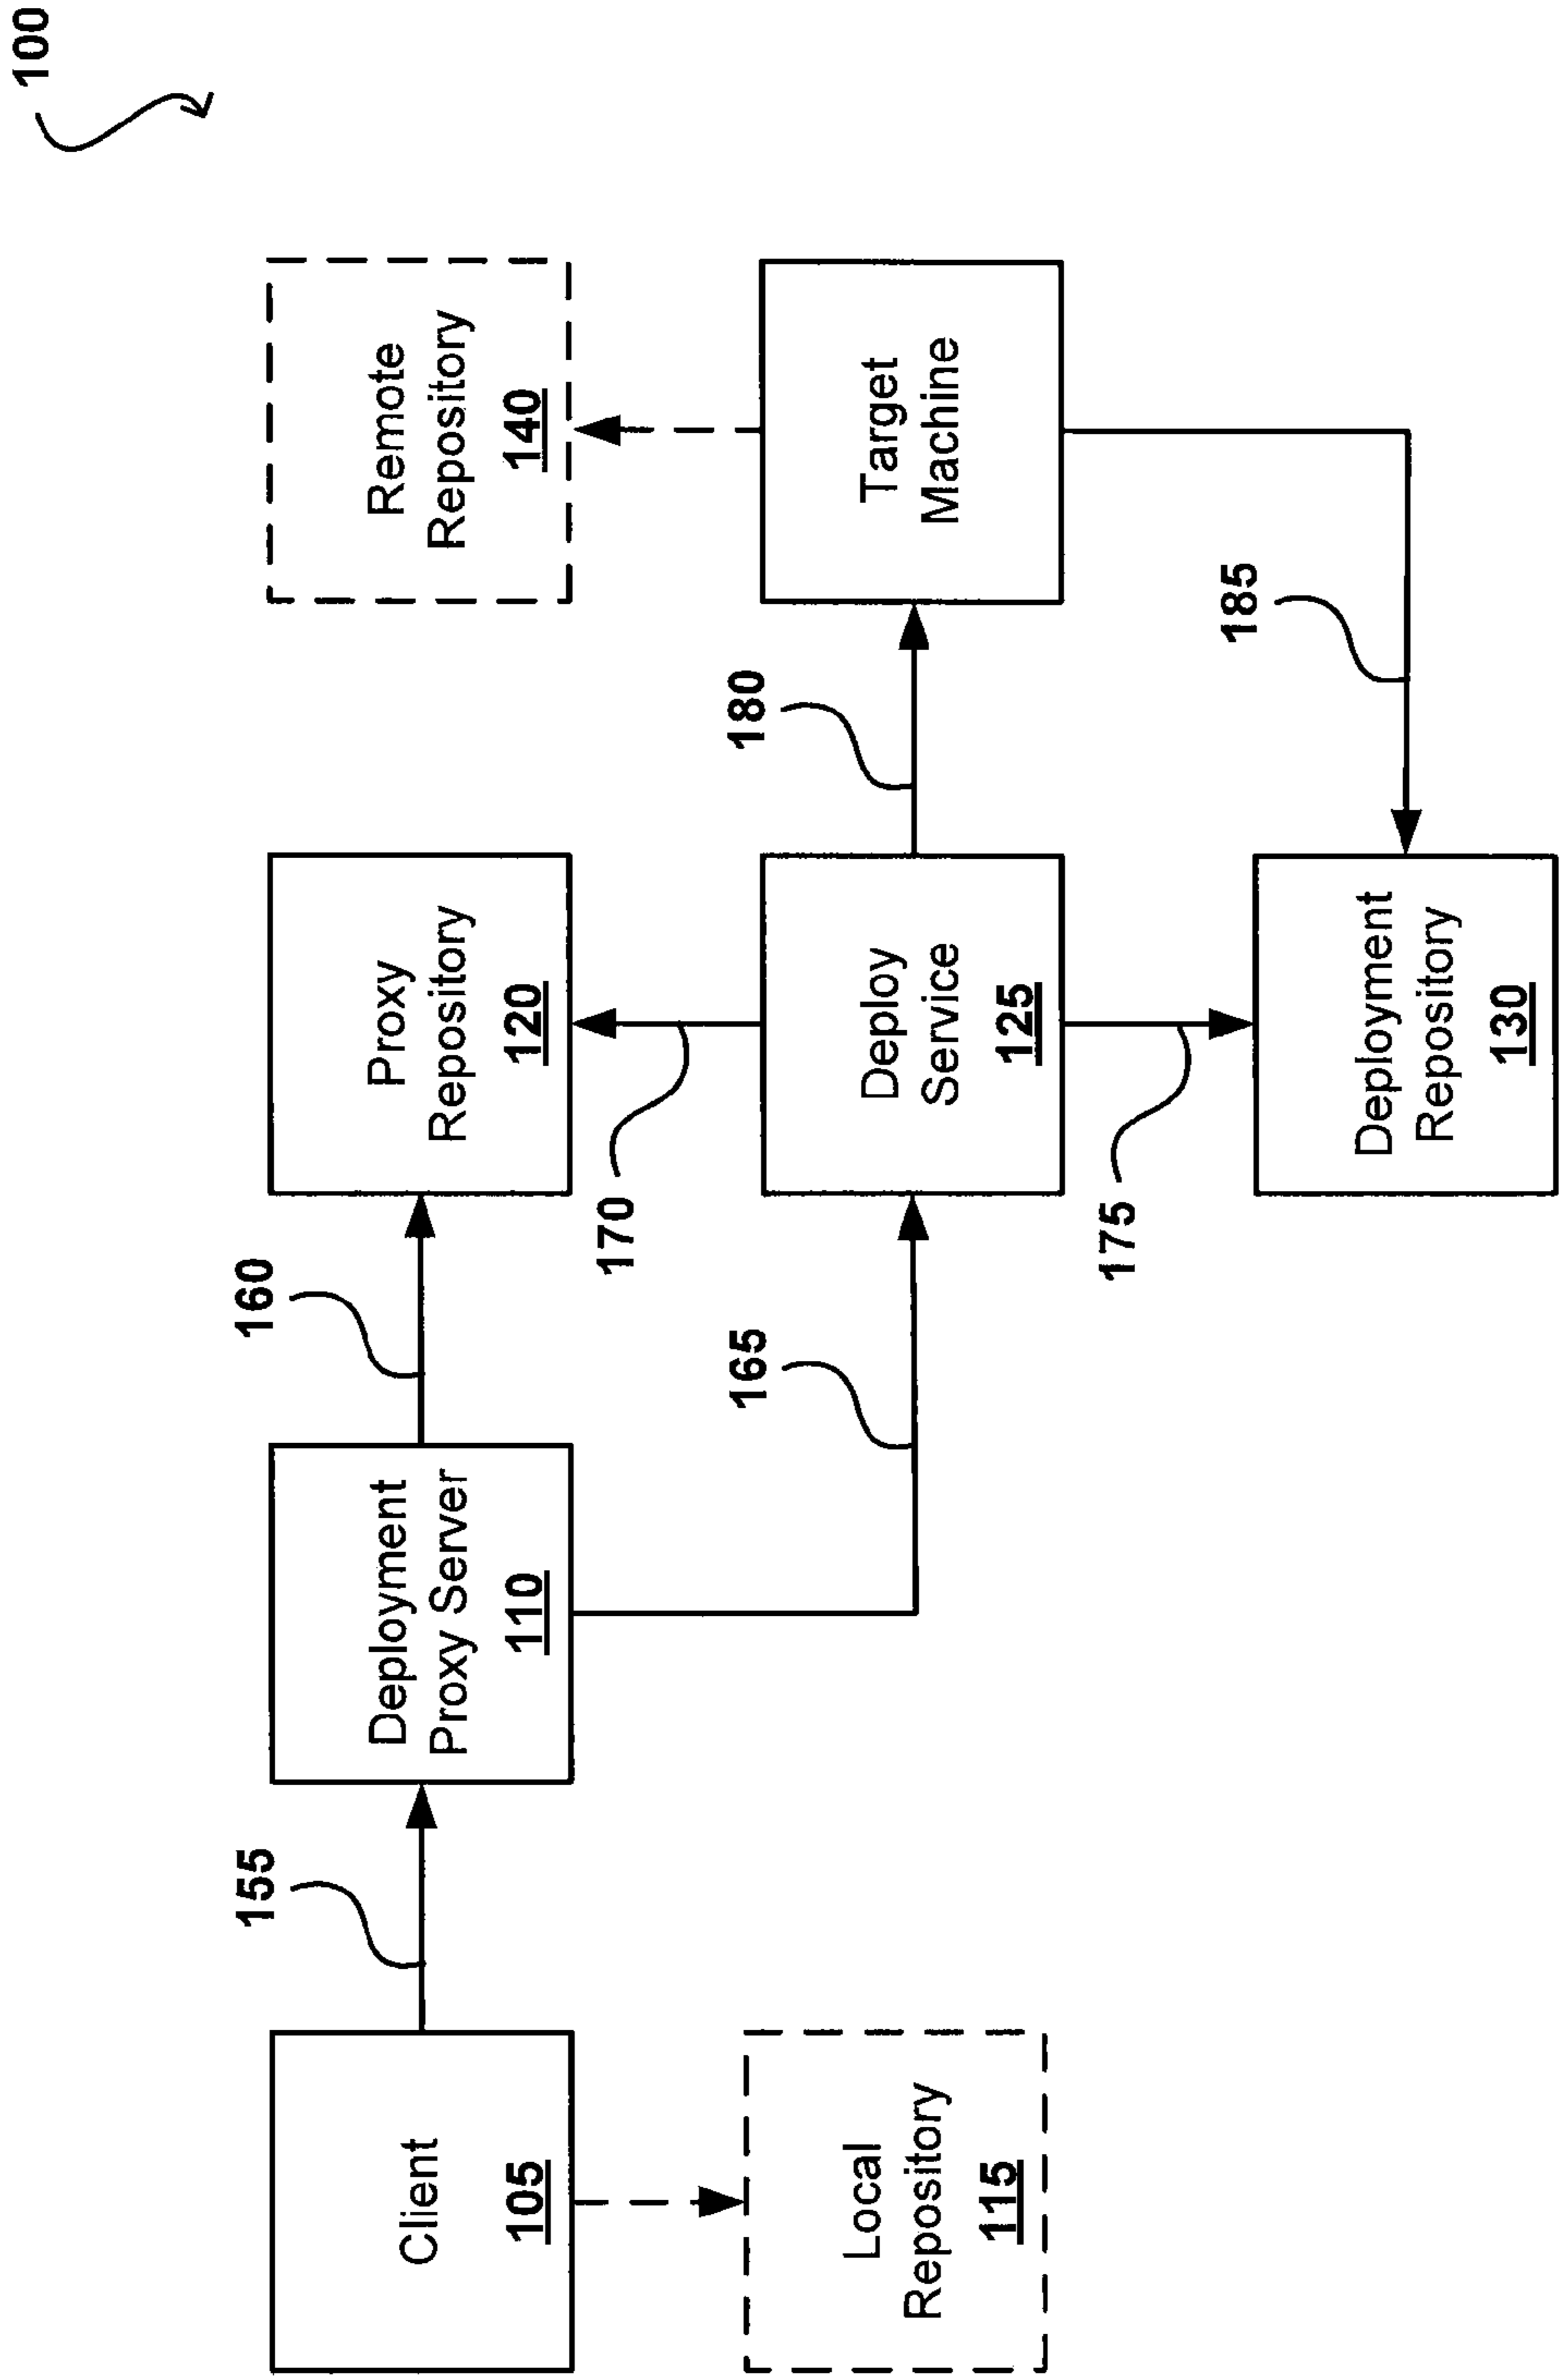 100
Remote
Repository
140
Target
Machine
185
180
Proxy
Repository
120
Deploy
Service
125
Deployment
Repository
130
160
170
175
165
Deployment
Proxy Server
110
155
Client
105
Local
Repository
115